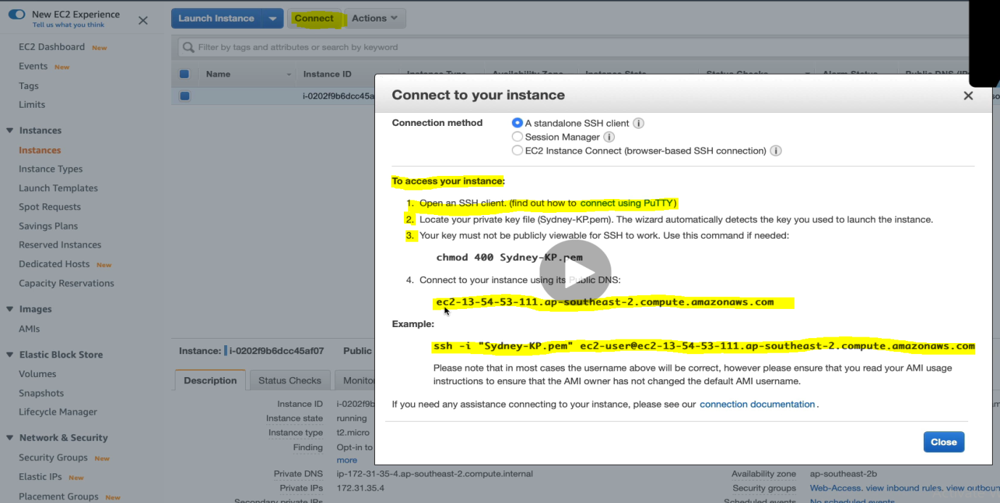 New EC2 Experience
Tell us what you think
EC2 Dashboard New
Events New
Tags
Limits
Instances
Instances
Instance Types
Launch Templates
Spot Requests
Savings Plans
Reserved Instances
Dedicated Hosts New
Capacity Reservations
Images
AMIs
Elastic Block Store
Volumes
Snapshots
Lifecycle Manager
Network & Security
Security Groups New
Elastic IPs New
Placement Groups New
Launch Instance Connect Actions
Filter by tags and attributes or search by keyword
Name Instance ID Instance Type Availability Zone Instance State Status Checks Alarm Status Public DNS
i-0202f9b6dcc45a
Connect to your instance
Connection method
A standalone SSH client
Session Manager
EC2 Instance Connect (browser-based SSH connection)
To access your instance:
1. Open an SSH client. (find out how to connect using PuTTY)
2. Locate your private key file (Sydney-KP.pem). The wizard automatically detects the key you used to launch the instance.
3. Your key must not be publicly viewable for SSH to work. Use this command if needed:
chmod 400 Sydney-KP.pem
4. Connect to your instance using its Public DNS:
ec2-13-54-53-111.ap-southeast-2.compute.amazonaws.com
Example:
ssh -i "Sydney-KP.pem" ec2-user@ec2-13-54-53-111.ap-southeast-2.compute.amazonaws.com
Please note that in most cases the username above will be correct, however please ensure that you read your AMI usage
instructions to ensure that the AMI owner has not changed the default AMI username.
If you need any assistance connecting to your instance, please see our connection documentation .
Close
Instance: i-0202f9b6dcc45af07 Public
Description Status Checks Monitor
Instance ID i-0202f9b
Instance state running
Instance type t2.micro
Finding Opt-in to
more
Private DNS ip-172-31-35-4.ap-southeast-2.compute.internal
Private IPs 172.31.35.4
Secondary private IPs
Availability zone ap-southeast-2b
Security groups Web-Access. view inbound rules. view outboun
Scheduled events No scheduled events